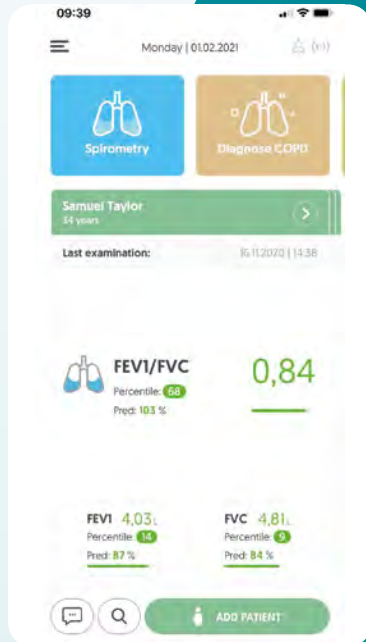 09:39
Monday | 01.02.2021
Spirometry
Diagnose COPD
Samuel Taylor
34 years
Last examination: 16.11.2020 | 14:38
FEV1/FVC
0,84
Percentile: 68
Pred: 103 %
FEV1 4,03L
FVC 4,81L
Percentile: 14
Percentile: 9
Pred: 87 %
Pred: 84 %
ADD PATIENT